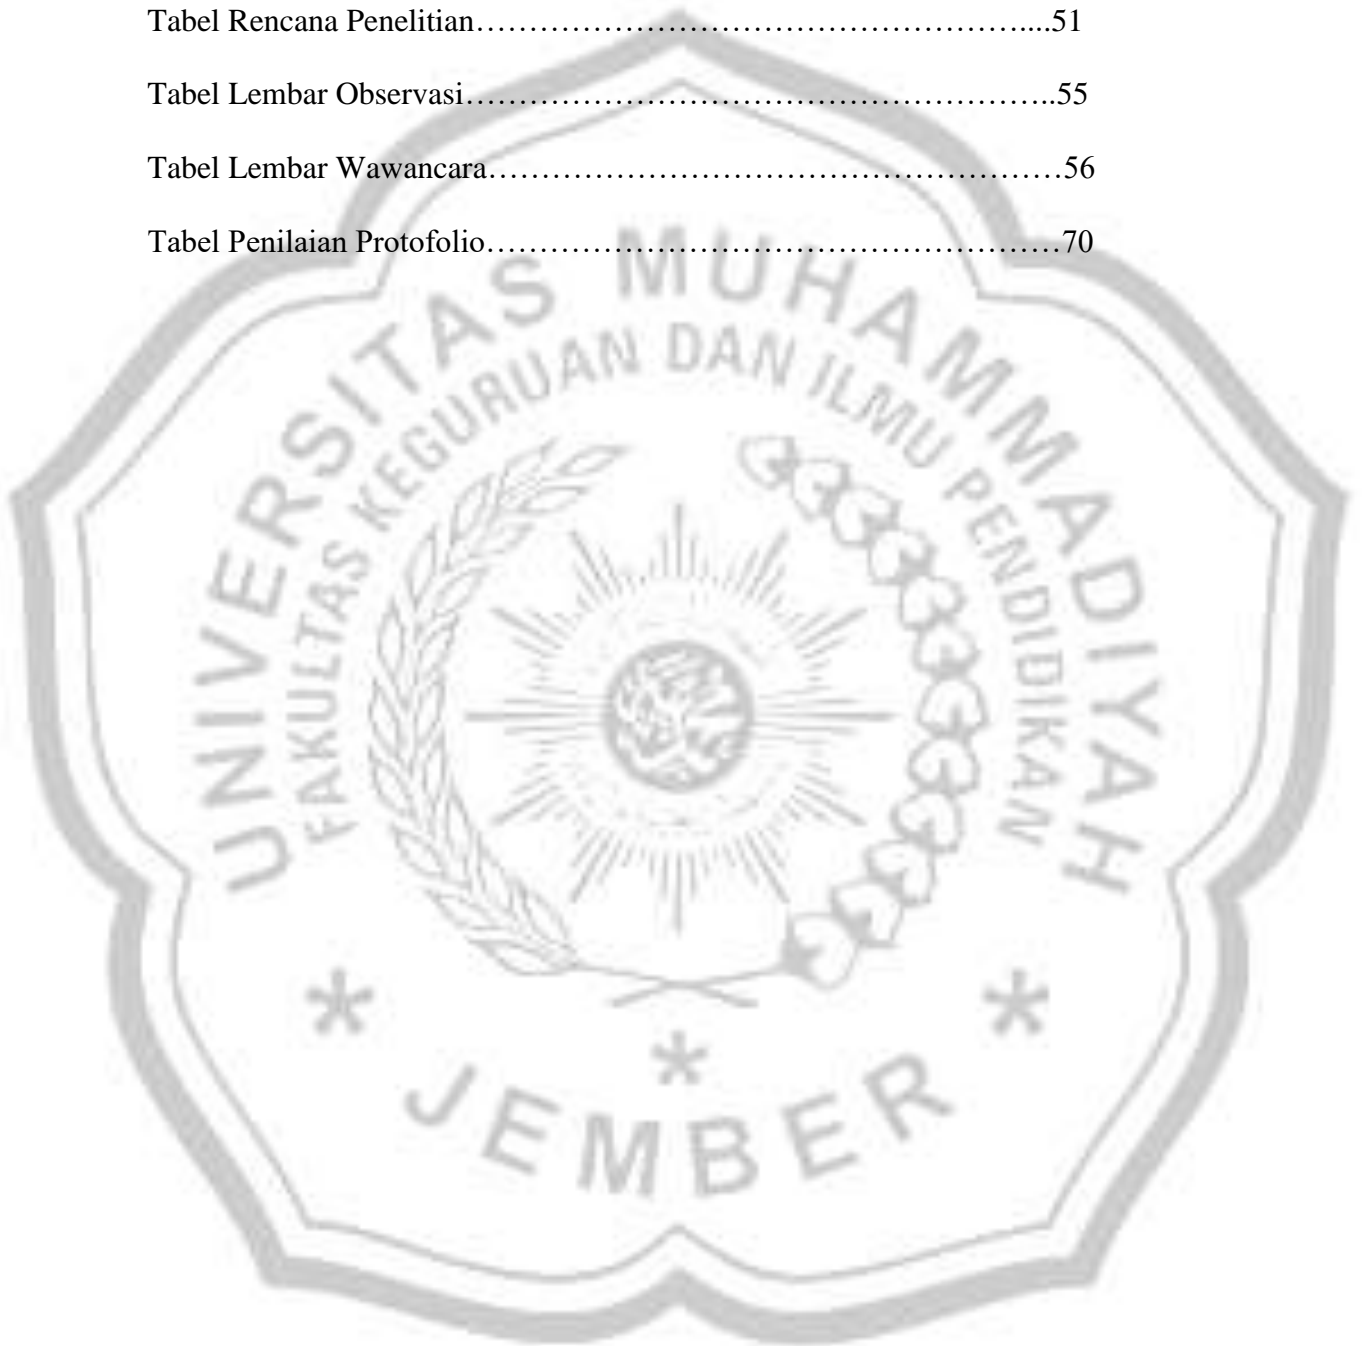 Tabel Rencana Penelitian…………………………………………….....51
Tabel Lembar Observasi………………………………………………..55
Tabel Lembar Wawancara………………………………………………56
Tabel Penilaian Protofolio………………………………………………70
UNIVERSITAS MUHAMMADIYAH
FAKULTAS KEGURUAN DAN ILMU PENDIDIKAN
* * *
JEMBER